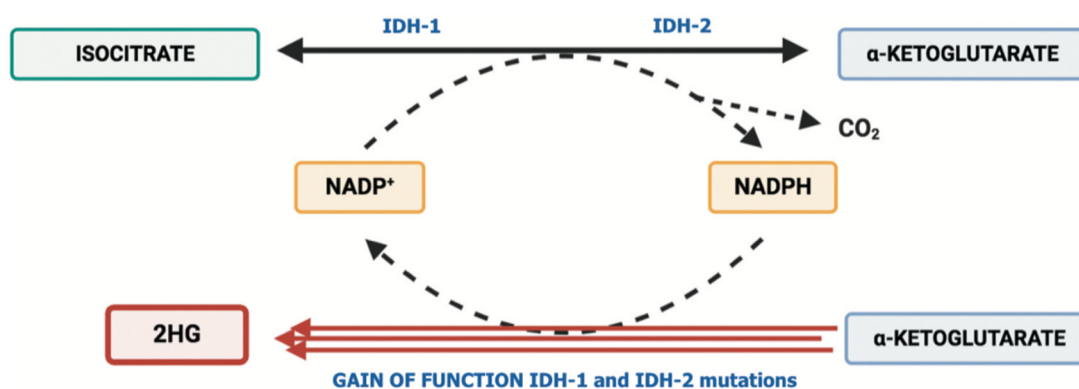 IDH-1 IDH-2
ISOCITRATE
α-KETOGLUTARATE
CO₂
NADP⁺
NADPH
2HG
α-KETOGLUTARATE
GAIN OF FUNCTION IDH-1 and IDH-2 mutations